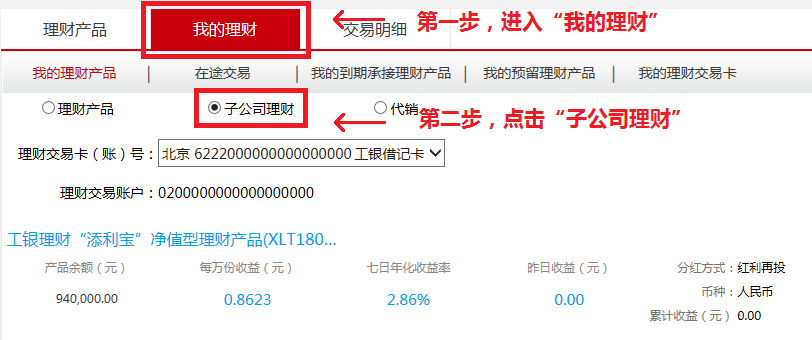 理财产品 我的理财 交易明细 第一步，进入“我的理财”
我的理财产品 | 在途交易 | 我的到期承接理财产品 | 我的预留理财产品 | 我的理财交易卡
理财产品 子公司理财 代销 第二步，点击“子公司理财”
理财交易卡（账）号： 北京 6222000000000000000 工银借记卡
理财交易账户：0200000000000000000
工银理财“添利宝”净值型理财产品(XLT180...
产品余额（元） 每万份收益（元） 七日年化收益率 昨日收益（元） 分红方式：红利再投
940,000.00 0.8623 2.86% 0.00 币种：人民币
累计收益（元）0.00